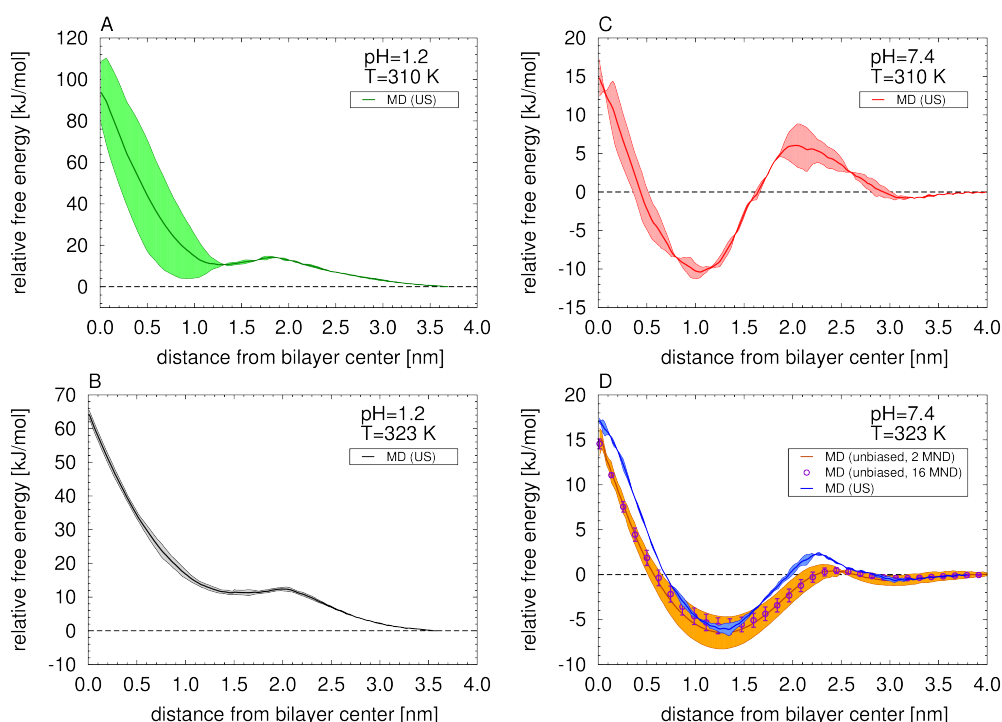 A
pH=1.2
T=310 K
MD (US)
relative free energy [kJ/mol]
120
100
80
60
40
20
0
0.0 0.5 1.0 1.5 2.0 2.5 3.0 3.5 4.0
distance from bilayer center [nm]
C
pH=7.4
T=310 K
MD (US)
relative free energy [kJ/mol]
20
15
10
5
0
-5
-10
-15
0.0 0.5 1.0 1.5 2.0 2.5 3.0 3.5 4.0
distance from bilayer center [nm]
B
pH=1.2
T=323 K
MD (US)
relative free energy [kJ/mol]
70
60
50
40
30
20
10
0
-10
0.0 0.5 1.0 1.5 2.0 2.5 3.0 3.5 4.0
distance from bilayer center [nm]
D
pH=7.4
T=323 K
MD (unbiased, 2 MND)
MD (unbiased, 16 MND)
MD (US)
relative free energy [kJ/mol]
20
15
10
5
0
-5
-10
0.0 0.5 1.0 1.5 2.0 2.5 3.0 3.5 4.0
distance from bilayer center [nm]